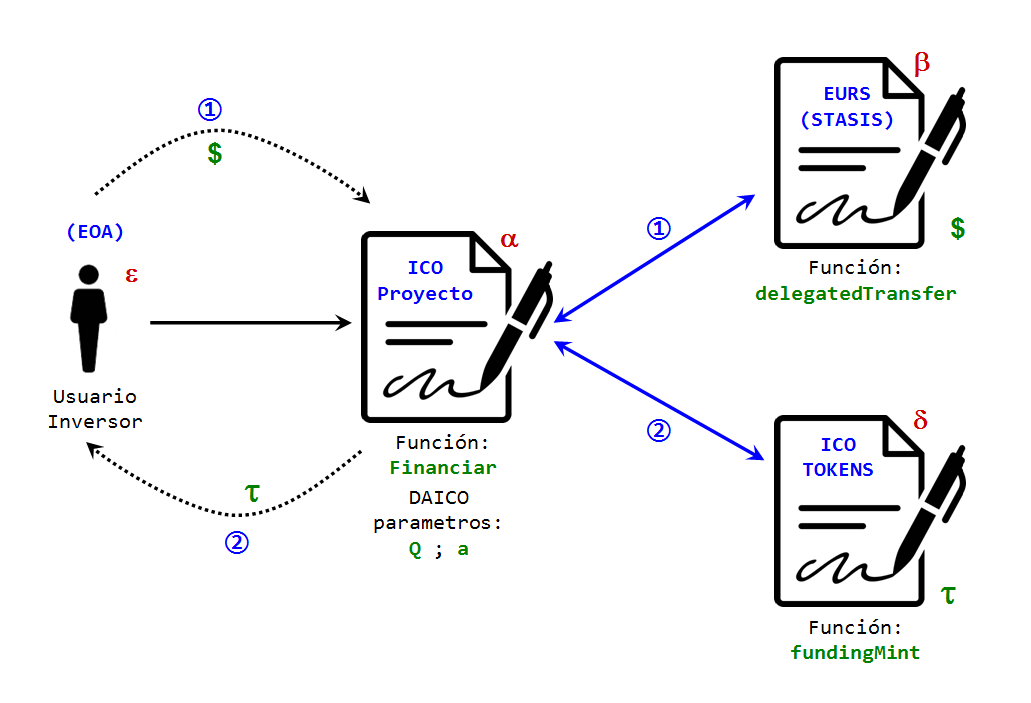 ①
$
(EOA)
ε
Usuario
Inversor
τ
②
α
ICO
Proyecto
Función:
Financiar
DAICO
parametros:
Q ; a
①
②
β
EURS
(STASIS)
$
Función:
delegatedTransfer
δ
ICO
TOKENS
τ
Función:
fundingMint